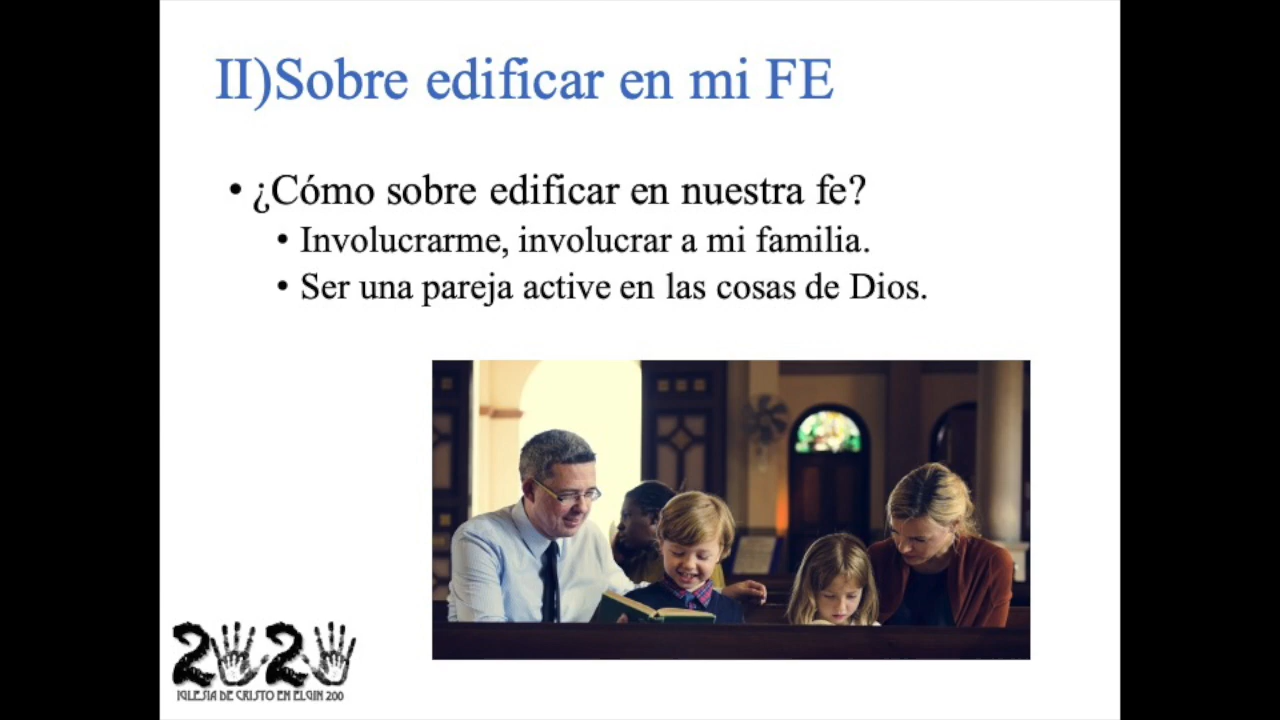 II)Sobre edificar en mi FE
• ¿Cómo sobre edificar en nuestra fe?
• Involucrarme, involucrar a mi familia.
• Ser una pareja active en las cosas de Dios.
2020
IGLESIA DE CRISTO EN ELGIN 200